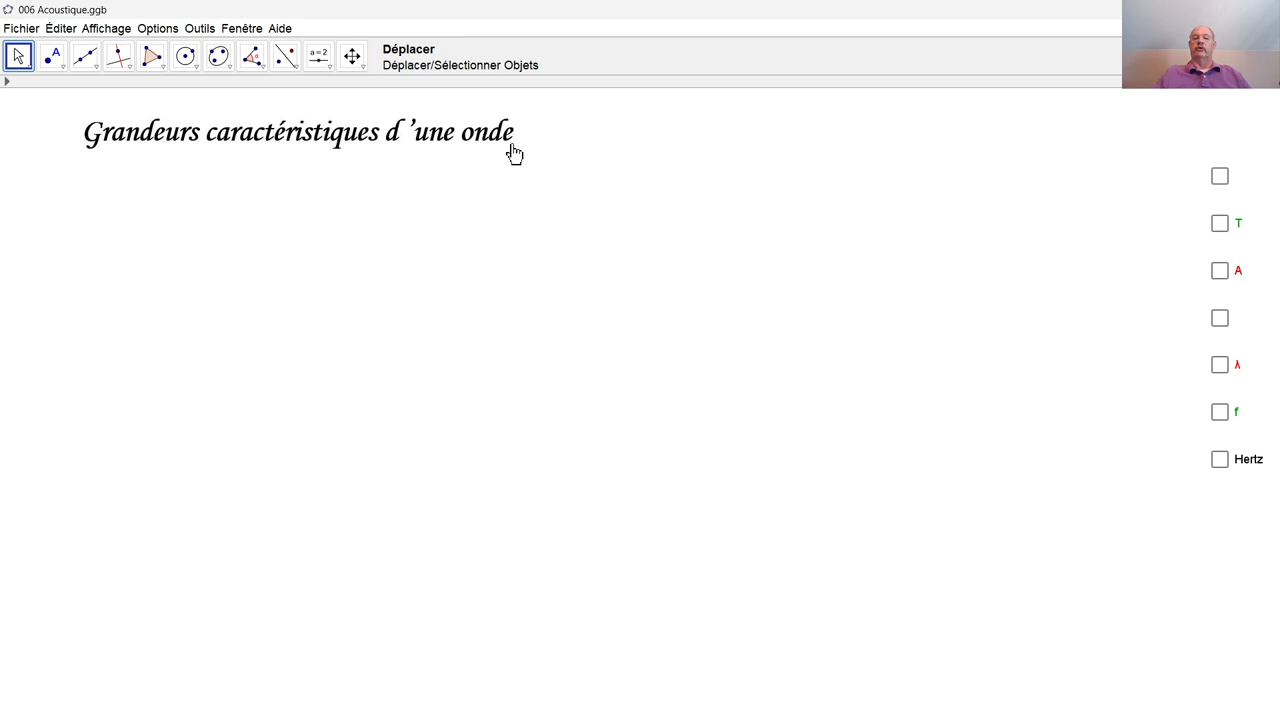 006 Acoustique.ggb
Fichier Éditer Affichage Options Outils Fenêtre Aide
A
a=2
Déplacer
Déplacer/Sélectionner Objets
Grandeurs caractéristiques d 'une onde
T
A
λ
f
Hertz